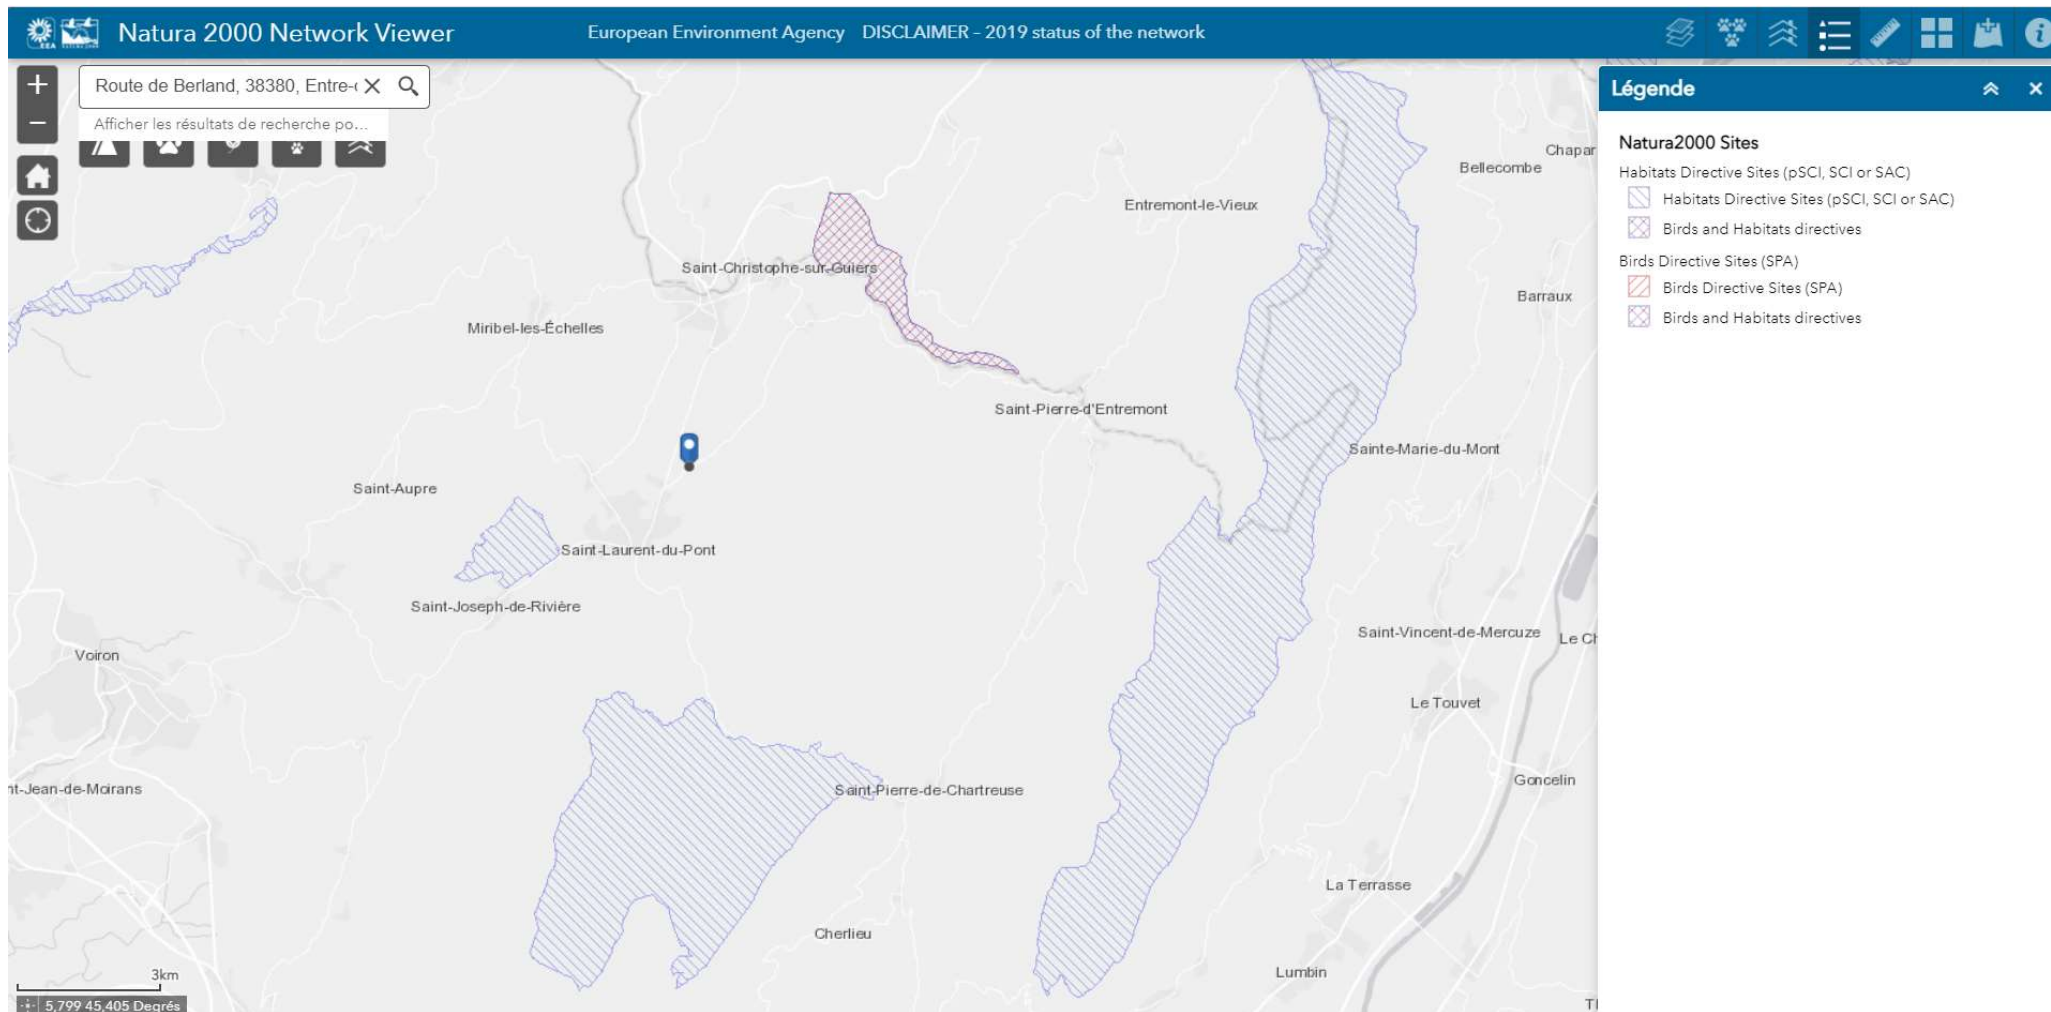 Natura 2000 Network Viewer
European Environment Agency DISCLAIMER - 2019 status of the network
EEA
+
Route de Berland, 38380, Entre-
Afficher les résultats de recherche po...
−
Légende
Natura2000 Sites
Habitats Directive Sites (pSCI, SCI or SAC)
Habitats Directive Sites (pSCI, SCI or SAC)
Birds and Habitats directives
Birds Directive Sites (SPA)
Birds Directive Sites (SPA)
Birds and Habitats directives
Chapar
Bellecombe
Entremont-le-Vieux
Saint-Christophe-sur-Guiers
Barraux
Miribel-les-Échelles
Saint-Pierre-d'Entremont
Sainte-Marie-du-Mont
Saint-Aupre
Saint-Laurent-du-Pont
Saint-Joseph-de-Rivière
Saint-Vincent-de-Mercuze
Le Ch
Voiron
Le Touvet
Goncelin
nt-Jean-de-Moirans
Saint-Pierre-de-Chartreuse
La Terrasse
Cherlieu
Lumbin
3km
5,799 45,405 Degrés